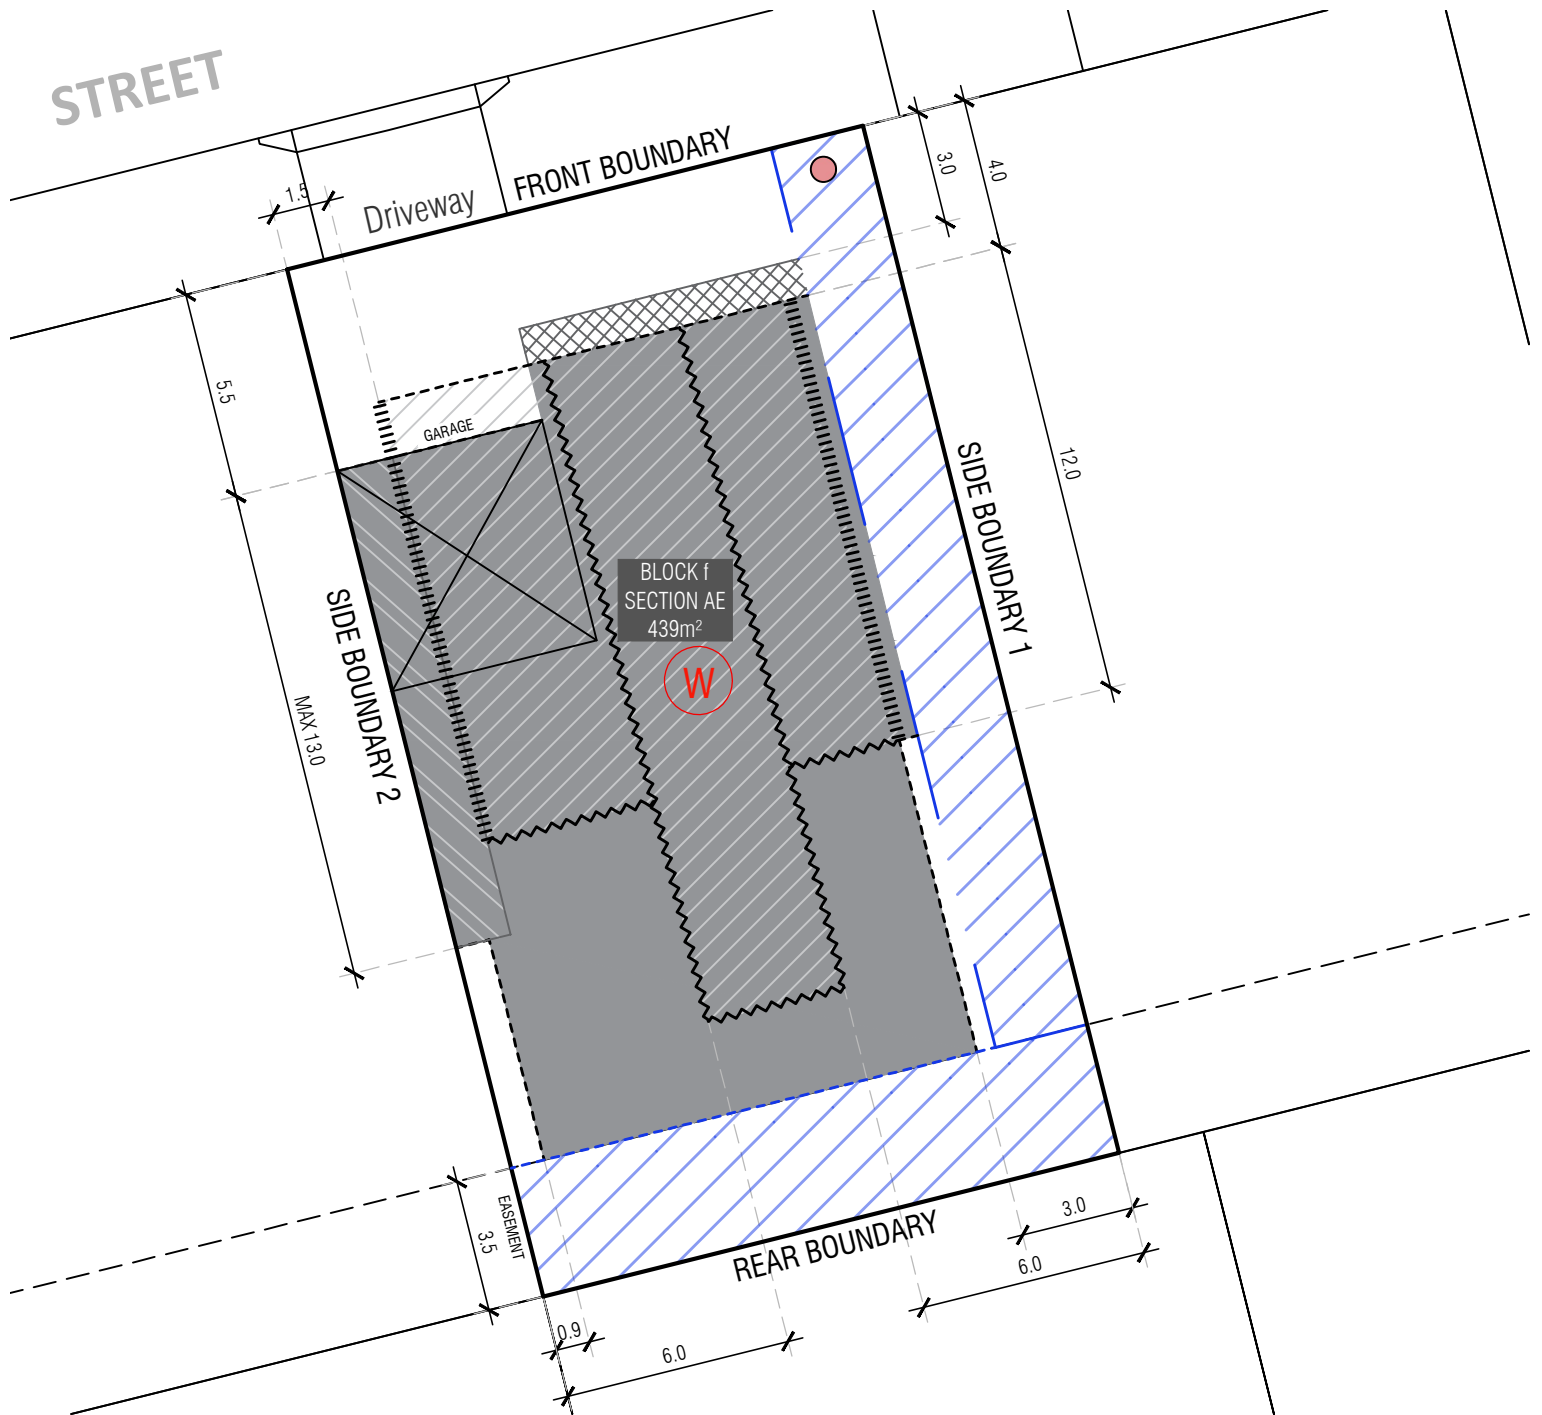 STREET
FRONT BOUNDARY
Driveway
1.5
3.0
4.0
5.5
GARAGE
12.0
SIDE BOUNDARY 1
BLOCK f
SECTION AE
439m²
W
SIDE BOUNDARY 2
MAX 13.0
EASEMENT
3.5
REAR BOUNDARY
3.0
6.0
0.9
6.0